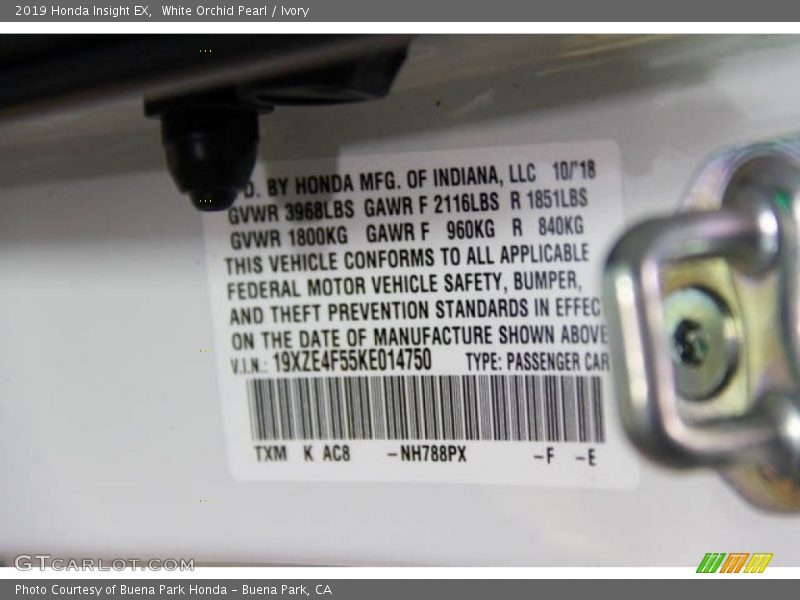 2019 Honda Insight EX,  White Orchid Pearl / Ivory
D. BY HONDA MFG. OF INDIANA, LLC 10/'18
GVWR 3968LBS GAWR F 2116LBS R 1851LBS
GVWR 1800KG GAWR F 960KG R 840KG
THIS VEHICLE CONFORMS TO ALL APPLICABLE
FEDERAL MOTOR VEHICLE SAFETY, BUMPER,
AND THEFT PREVENTION STANDARDS IN EFFEC
ON THE DATE OF MANUFACTURE SHOWN ABOVE
V.I.N.: 19XZE4F55KE014750 TYPE: PASSENGER CAR
TXM K AC8 -NH788PX -F -E
GTCARLOT.COM
Photo Courtesy of Buena Park Honda - Buena Park, CA